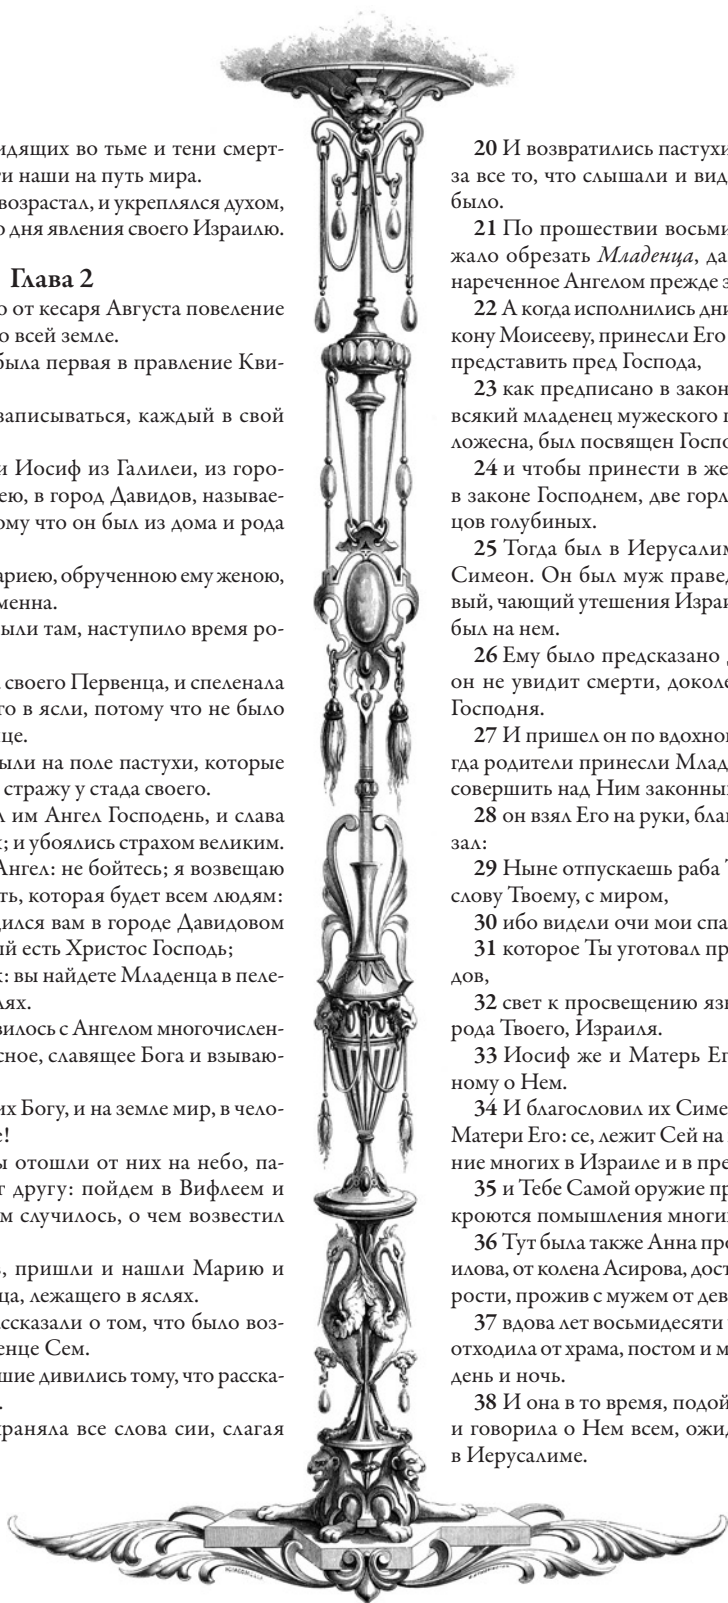 идящих во тьме и тени смерт-
и наши на путь мира.
возрастал, и укреплялся духом,
о дня явления своего Израилю.
Глава 2
о от кесаря Августа повеление
о всей земле.
была первая в правление Кви-
записываться, каждый в свой
и Иосиф из Галилеи, из горо-
ею, в город Давидов, называе-
ому что он был из дома и рода
ариею, обрученною ему женою,
менна.
ыли там, наступило время ро-
своего Первенца, и спеленала
го в ясли, потому что не было
це.
ыли на поле пастухи, которые
стражу у стада своего.
л им Ангел Господень, и слава
; и убоялись страхом великим.
Ангел: не бойтесь; я возвещаю
ть, которая будет всем людям:
дился вам в городе Давидовом
ый есть Христос Господь;
к: вы найдете Младенца в пеле-
лях.
вилось с Ангелом многочислен-
сное, славящее Бога и взываю-
их Богу, и на земле мир, в чело-
е!
ы отошли от них на небо, па-
г другу: пойдем в Вифлеем и
м случилось, о чем возвестил
, пришли и нашли Марию и
ца, лежащего в яслях.
ссказали о том, что было воз-
енце Сем.
шие дивились тому, что расска-
.
храняла все слова сии, слагая
20 И возвратились пастухи
за все то, что слышали и вид
было.
21 По прошествии восьми
жало обрезать Младенца, да
нареченное Ангелом прежде з
22 А когда исполнились дни
кону Моисееву, принесли Его
представить пред Господа,
23 как предписано в закон
всякий младенец мужеского п
ложесна, был посвящен Госпо
24 и чтобы принести в же
в законе Господнем, две горл
цов голубиных.
25 Тогда был в Иерусалим
Симеон. Он был муж правед
вый, чающий утешения Израи
был на нем.
26 Ему было предсказано
он не увидит смерти, доколе
Господня.
27 И пришел он по вдохнов
гда родители принесли Млад
совершить над Ним законный
28 он взял Его на руки, бла
зал:
29 Ныне отпускаешь раба Т
слову Твоему, с миром,
30 ибо видели очи мои спа
31 которое Ты уготовал пр
дов,
32 свет к просвещению язы
рода Твоего, Израиля.
33 Иосиф же и Матерь Ег
ному о Нем.
34 И благословил их Симе
Матери Его: се, лежит Сей на
ние многих в Израиле и в пре
35 и Тебе Самой оружие пр
кроются помышления многих
36 Тут была также Анна про
илова, от колена Асирова, дост
рости, прожив с мужем от дев
37 вдова лет восьмидесяти
отходила от храма, постом и м
день и ночь.
38 И она в то время, подой
и говорила о Нем всем, ожид
в Иерусалиме.